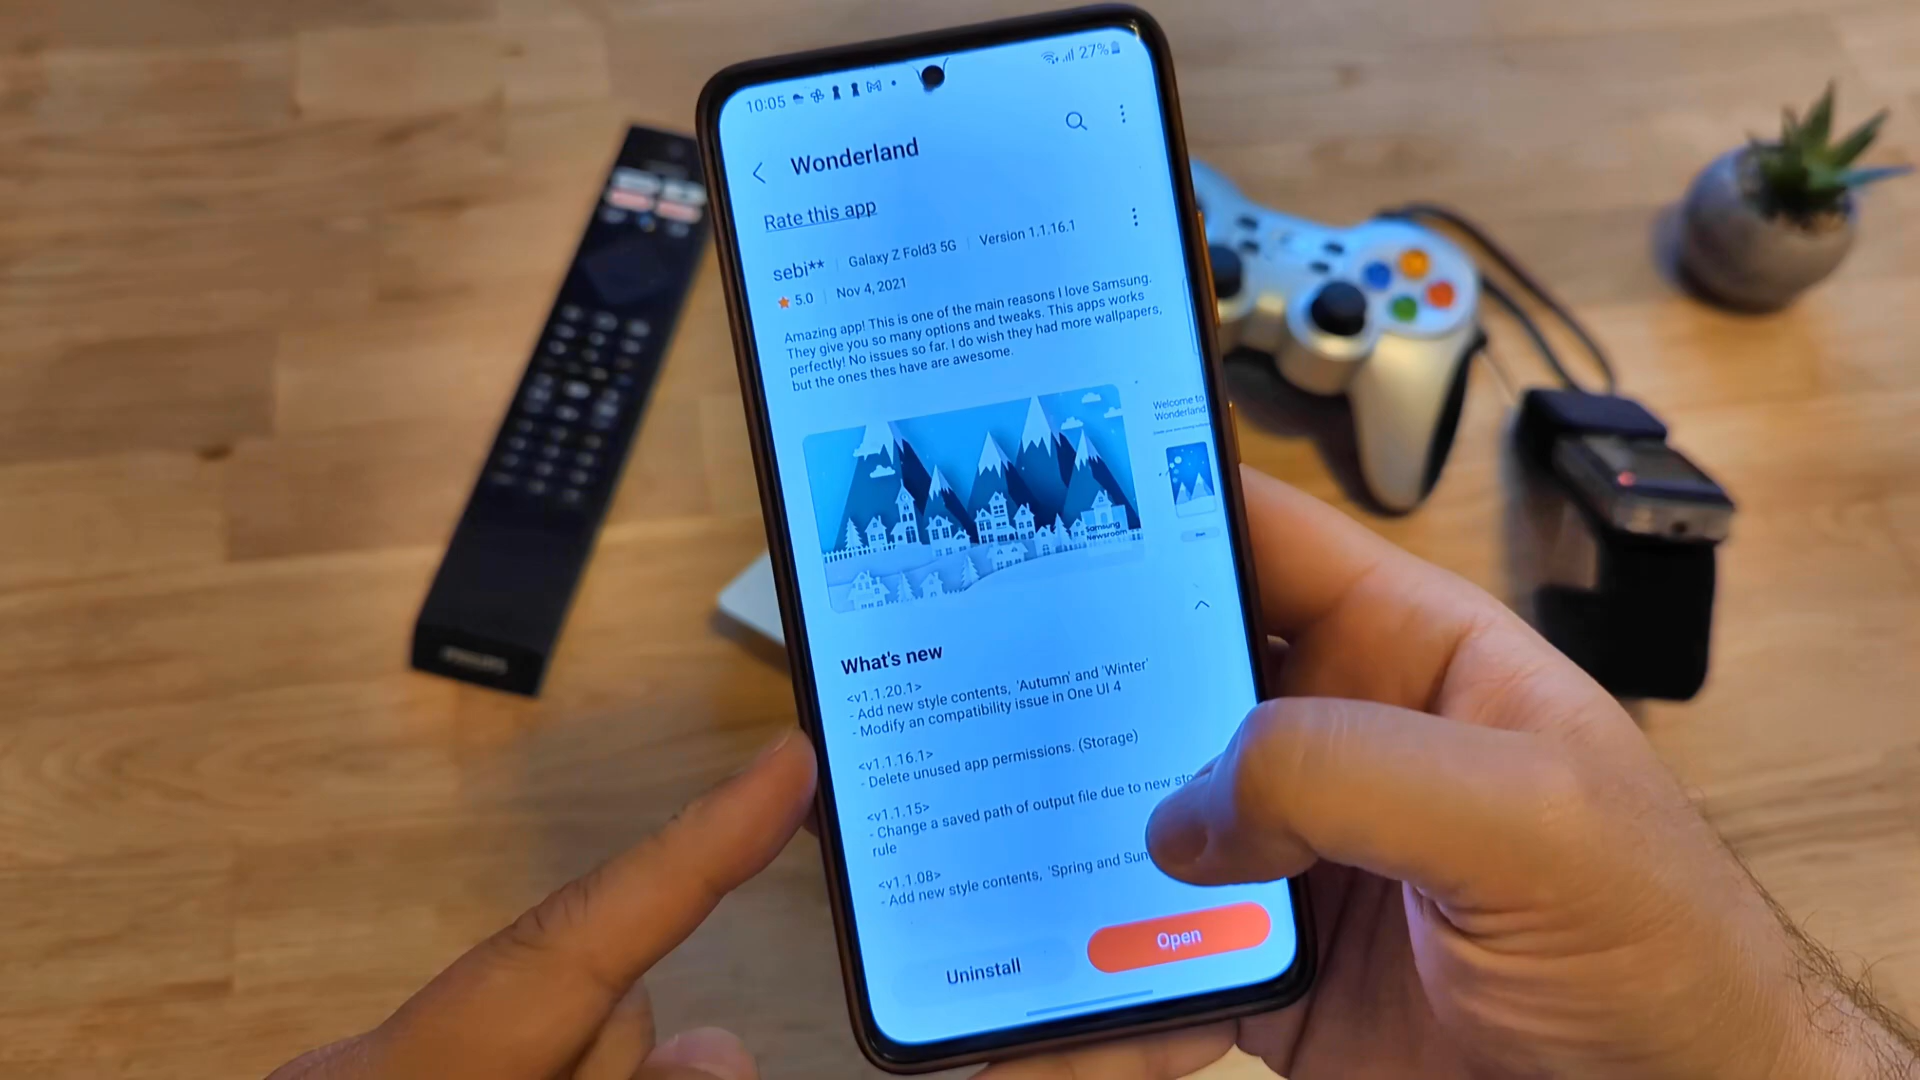 10:05
27%
Wonderland
Rate this app
sebi** Galaxy Z Fold3 5G Version 1.1.16.1
5.0 Nov 4, 2021
Amazing app! This is one of the main reasons I love Samsung.
They give you so many options and tweaks. This apps works
perfectly! No issues so far. I do wish they had more wallpapers,
but the ones thes have are awesome.
Samsung
Newsroom
Welcome to
Wonderland
What's new
<v1.1.20.1>
- Add new style contents, 'Autumn' and 'Winter'
- Modify an compatibility issue in One UI 4
<v1.1.16.1>
- Delete unused app permissions. (Storage)
<v1.1.15>
- Change a saved path of output file due to new
rule
<v1.1.08>
- Add new style contents, 'Spring and
Uninstall
Open